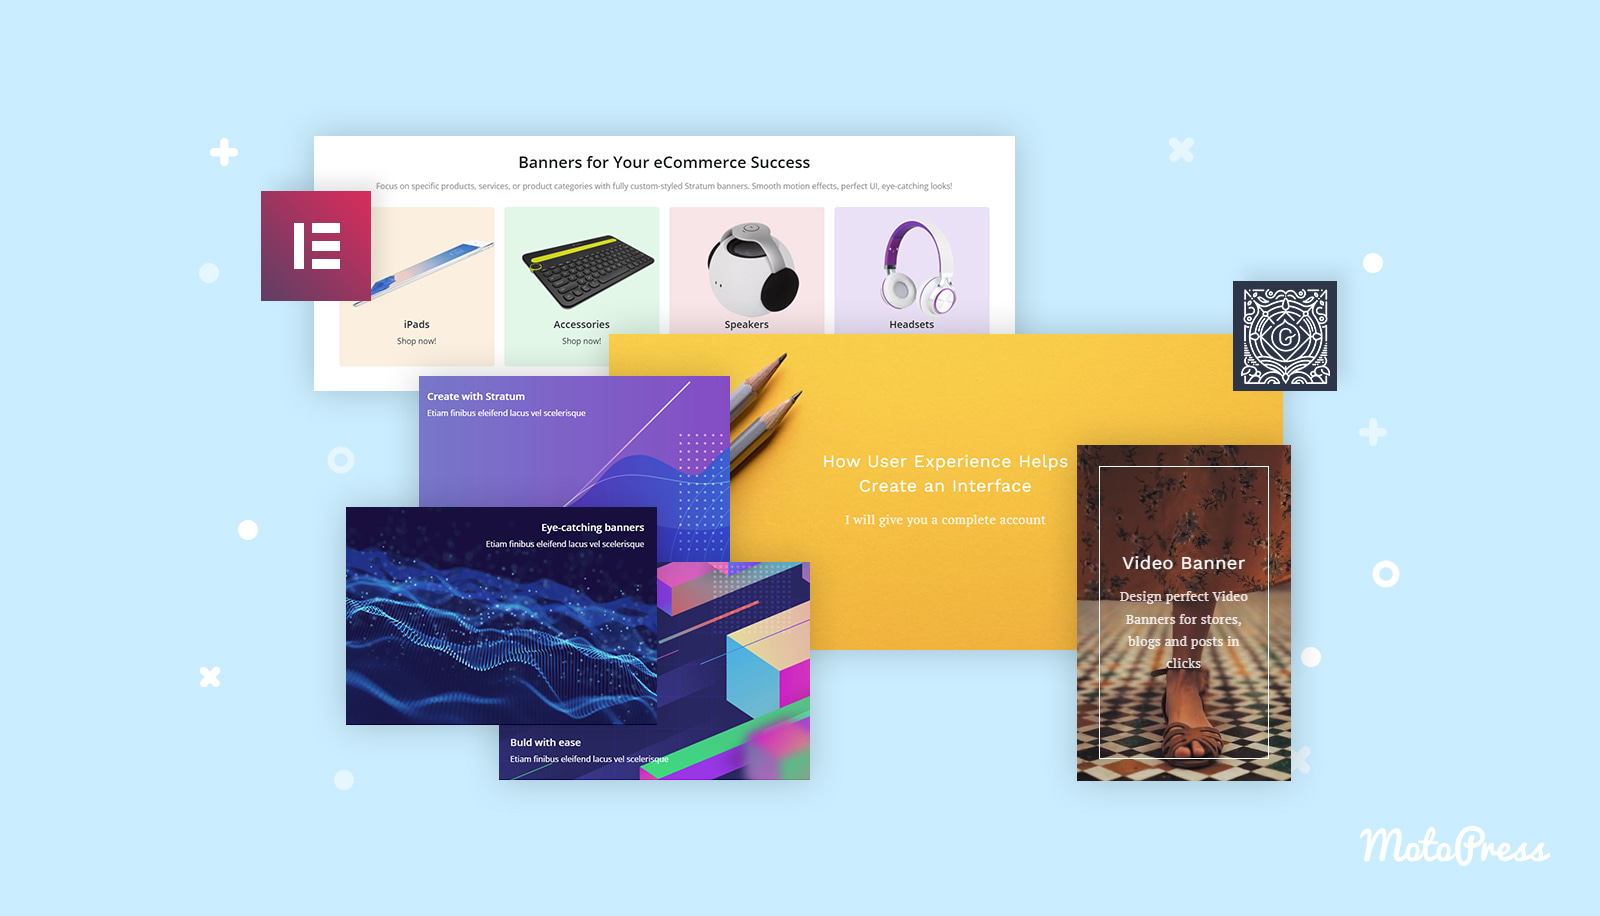 Banners for Your eCommerce Success
Focus on specific products, services, or product categories with fully custom-styled Stratum banners. Smooth motion effects, perfect UI, eye-catching looks!
iPads
Shop now!
Accessories
Shop now!
Speakers
Headsets
Create with Stratum
Etiam finibus eleifend lacus vel scelerisque
How User Experience Helps
Create an Interface
I will give you a complete account
Eye-catching banners
Etiam finibus eleifend lacus vel scelerisque
Video Banner
Design perfect Video
Banners for stores,
blogs and posts in
clicks
Buld with ease
Etiam finibus eleifend lacus vel scelerisque
G
MotoPress